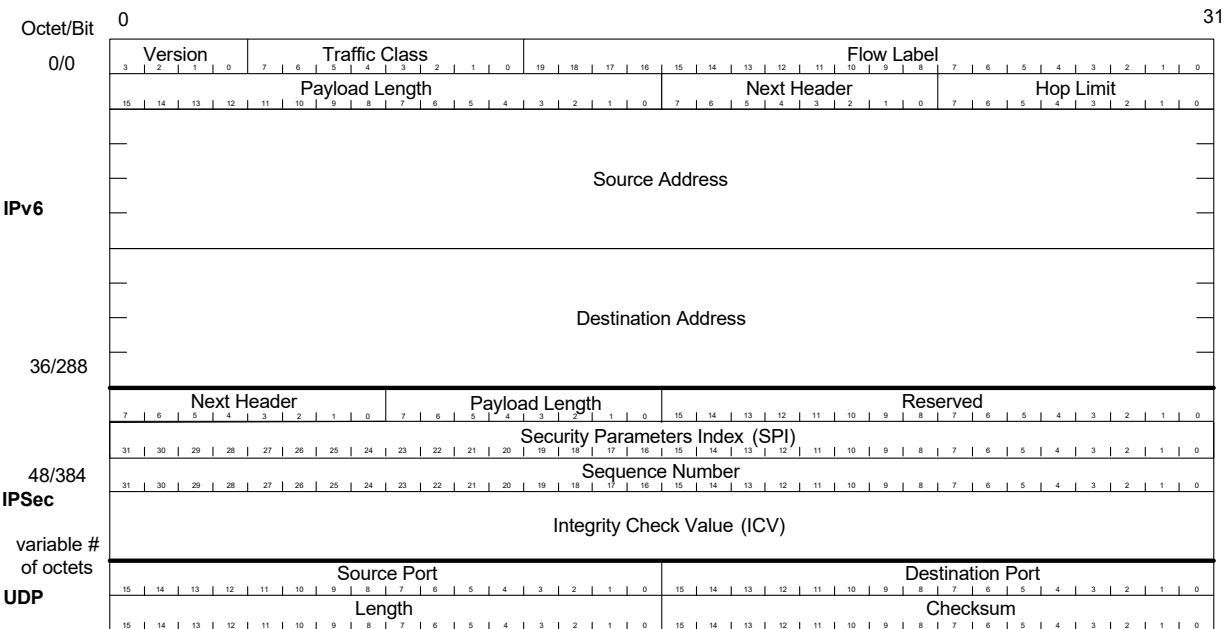 Octet/Bit 0 31
0/0 Version Traffic Class Flow Label
3 2 1 0 7 6 5 4 3 2 1 0 19 18 17 16 15 14 13 12 11 10 9 8 7 6 5 4 3 2 1 0
Payload Length Next Header Hop Limit
15 14 13 12 11 10 9 8 7 6 5 4 3 2 1 0 7 6 5 4 3 2 1 0 7 6 5 4 3 2 1 0
Source Address
IPv6
Destination Address
36/288
Next Header Payload Length Reserved
7 6 5 4 3 2 1 0 7 6 5 4 3 2 1 0 15 14 13 12 11 10 9 8 7 6 5 4 3 2 1 0
Security Parameters Index (SPI)
31 30 29 28 27 26 25 24 23 22 21 20 19 18 17 16 15 14 13 12 11 10 9 8 7 6 5 4 3 2 1 0
48/384 Sequence Number
31 30 29 28 27 26 25 24 23 22 21 20 19 18 17 16 15 14 13 12 11 10 9 8 7 6 5 4 3 2 1 0
IPSec
Integrity Check Value (ICV)
variable #
of octets
Source Port Destination Port
15 14 13 12 11 10 9 8 7 6 5 4 3 2 1 0 15 14 13 12 11 10 9 8 7 6 5 4 3 2 1 0
UDP
Length Checksum
15 14 13 12 11 10 9 8 7 6 5 4 3 2 1 0 15 14 13 12 11 10 9 8 7 6 5 4 3 2 1 0